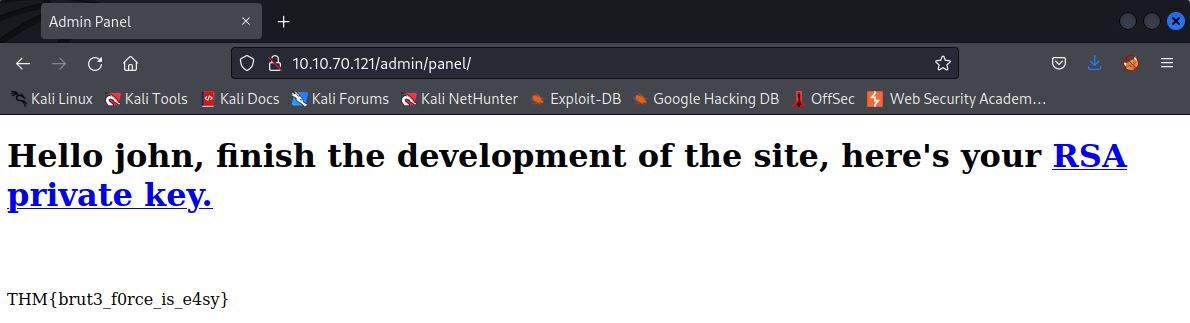 Admin Panel
10.10.70.121/admin/panel/
Kali Linux Kali Tools Kali Docs Kali Forums Kali NetHunter Exploit-DB Google Hacking DB OffSec Web Security Academ…
Hello john, finish the development of the site, here's your RSA
private key.
THM{brut3_f0rce_is_e4sy}